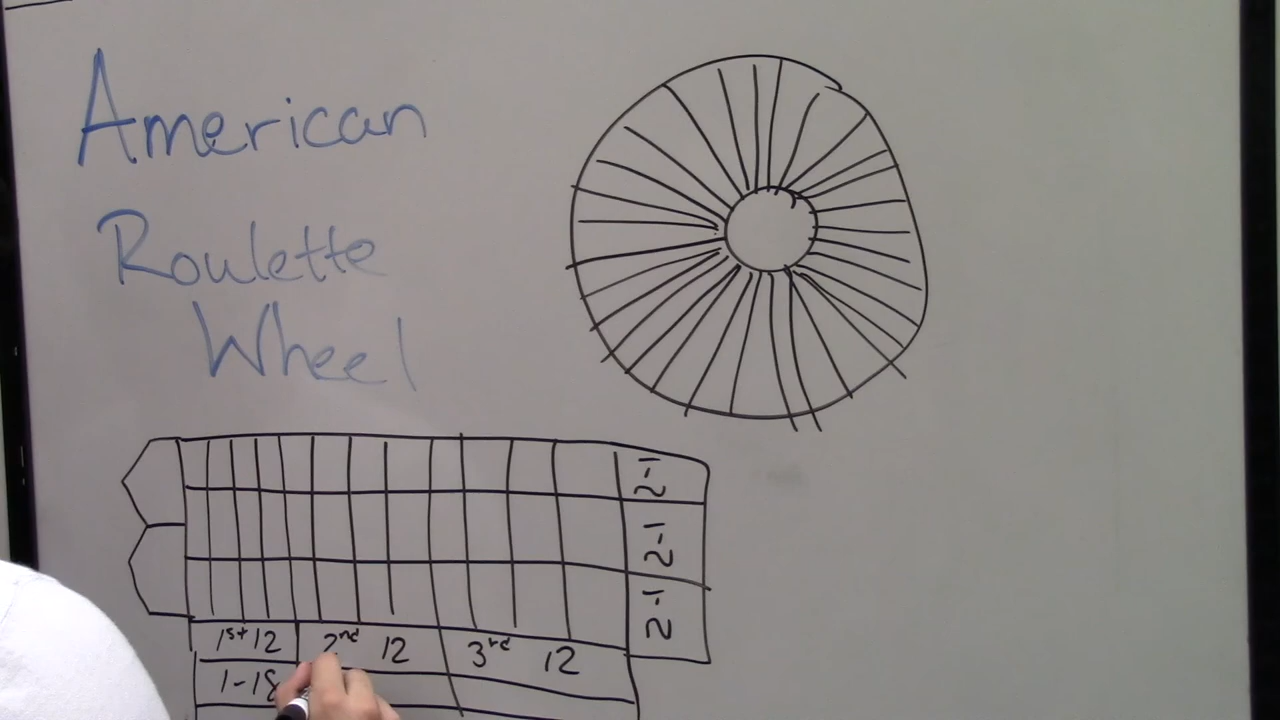 American
Roulette
Wheel
2-1
2-1
2-1
1st 12 2nd 12 3rd 12
1-18